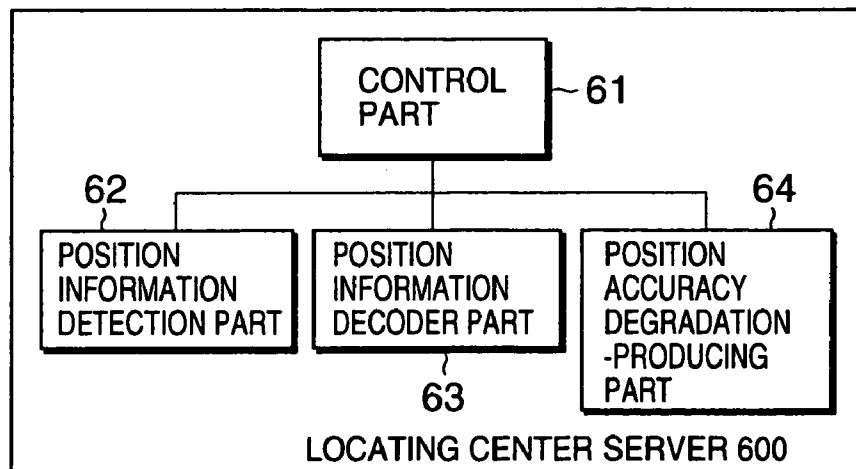 CONTROL
PART
61
62
64
POSITION
INFORMATION
DETECTION PART
POSITION
INFORMATION
DECODER PART
POSITION
ACCURACY
DEGRADATION
-PRODUCING
PART
63
LOCATING CENTER SERVER 600